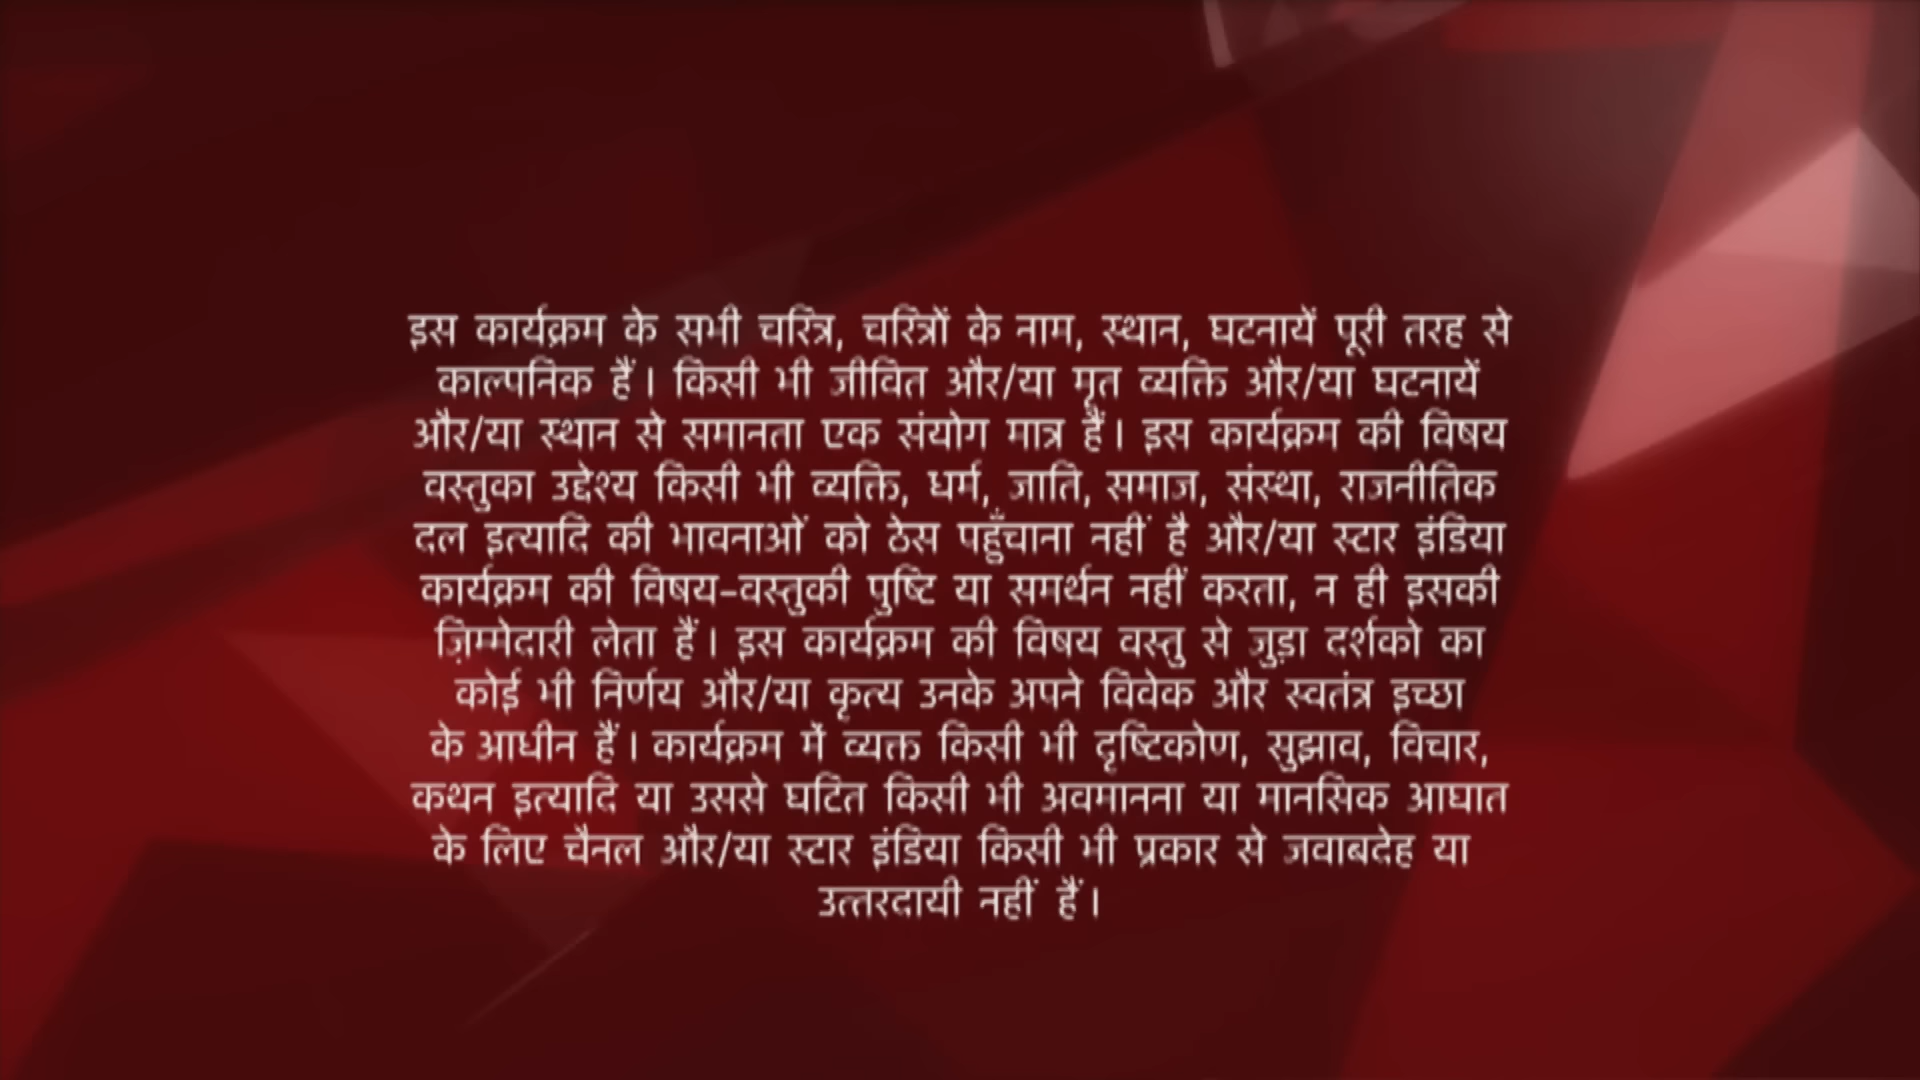 इस कार्यक्रम के सभी चरित्र, चरित्रों के नाम, स्थान, घटनायें पूरी तरह से
काल्पनिक हैं। किसी भी जीवित और/या मृत व्यक्ति और/या घटनायें
और/या स्थान से समानता एक संयोग मात्र हैं। इस कार्यक्रम की विषय
वस्तुका उद्देश्य किसी भी व्यक्ति, धर्म, जाति, समाज, संस्था, राजनीतिक
दल इत्यादि की भावनाओं को ठेस पहुँचाना नहीं है और/या स्टार इंडिया
कार्यक्रम की विषय-वस्तुकी पुष्टि या समर्थन नहीं करता, न ही इसकी
ज़िम्मेदारी लेता हैं। इस कार्यक्रम की विषय वस्तु से जुड़ा दर्शको का
कोई भी निर्णय और/या कृत्य उनके अपने विवेक और स्वतंत्र इच्छा
के आधीन हैं। कार्यक्रम में व्यक्त किसी भी दृष्टिकोण, सुझाव, विचार,
कथन इत्यादि या उससे घटित किसी भी अवमानना या मानसिक आघात
के लिए चैनल और/या स्टार इंडिया किसी भी प्रकार से जवाबदेह या
उत्तरदायी नहीं हैं।